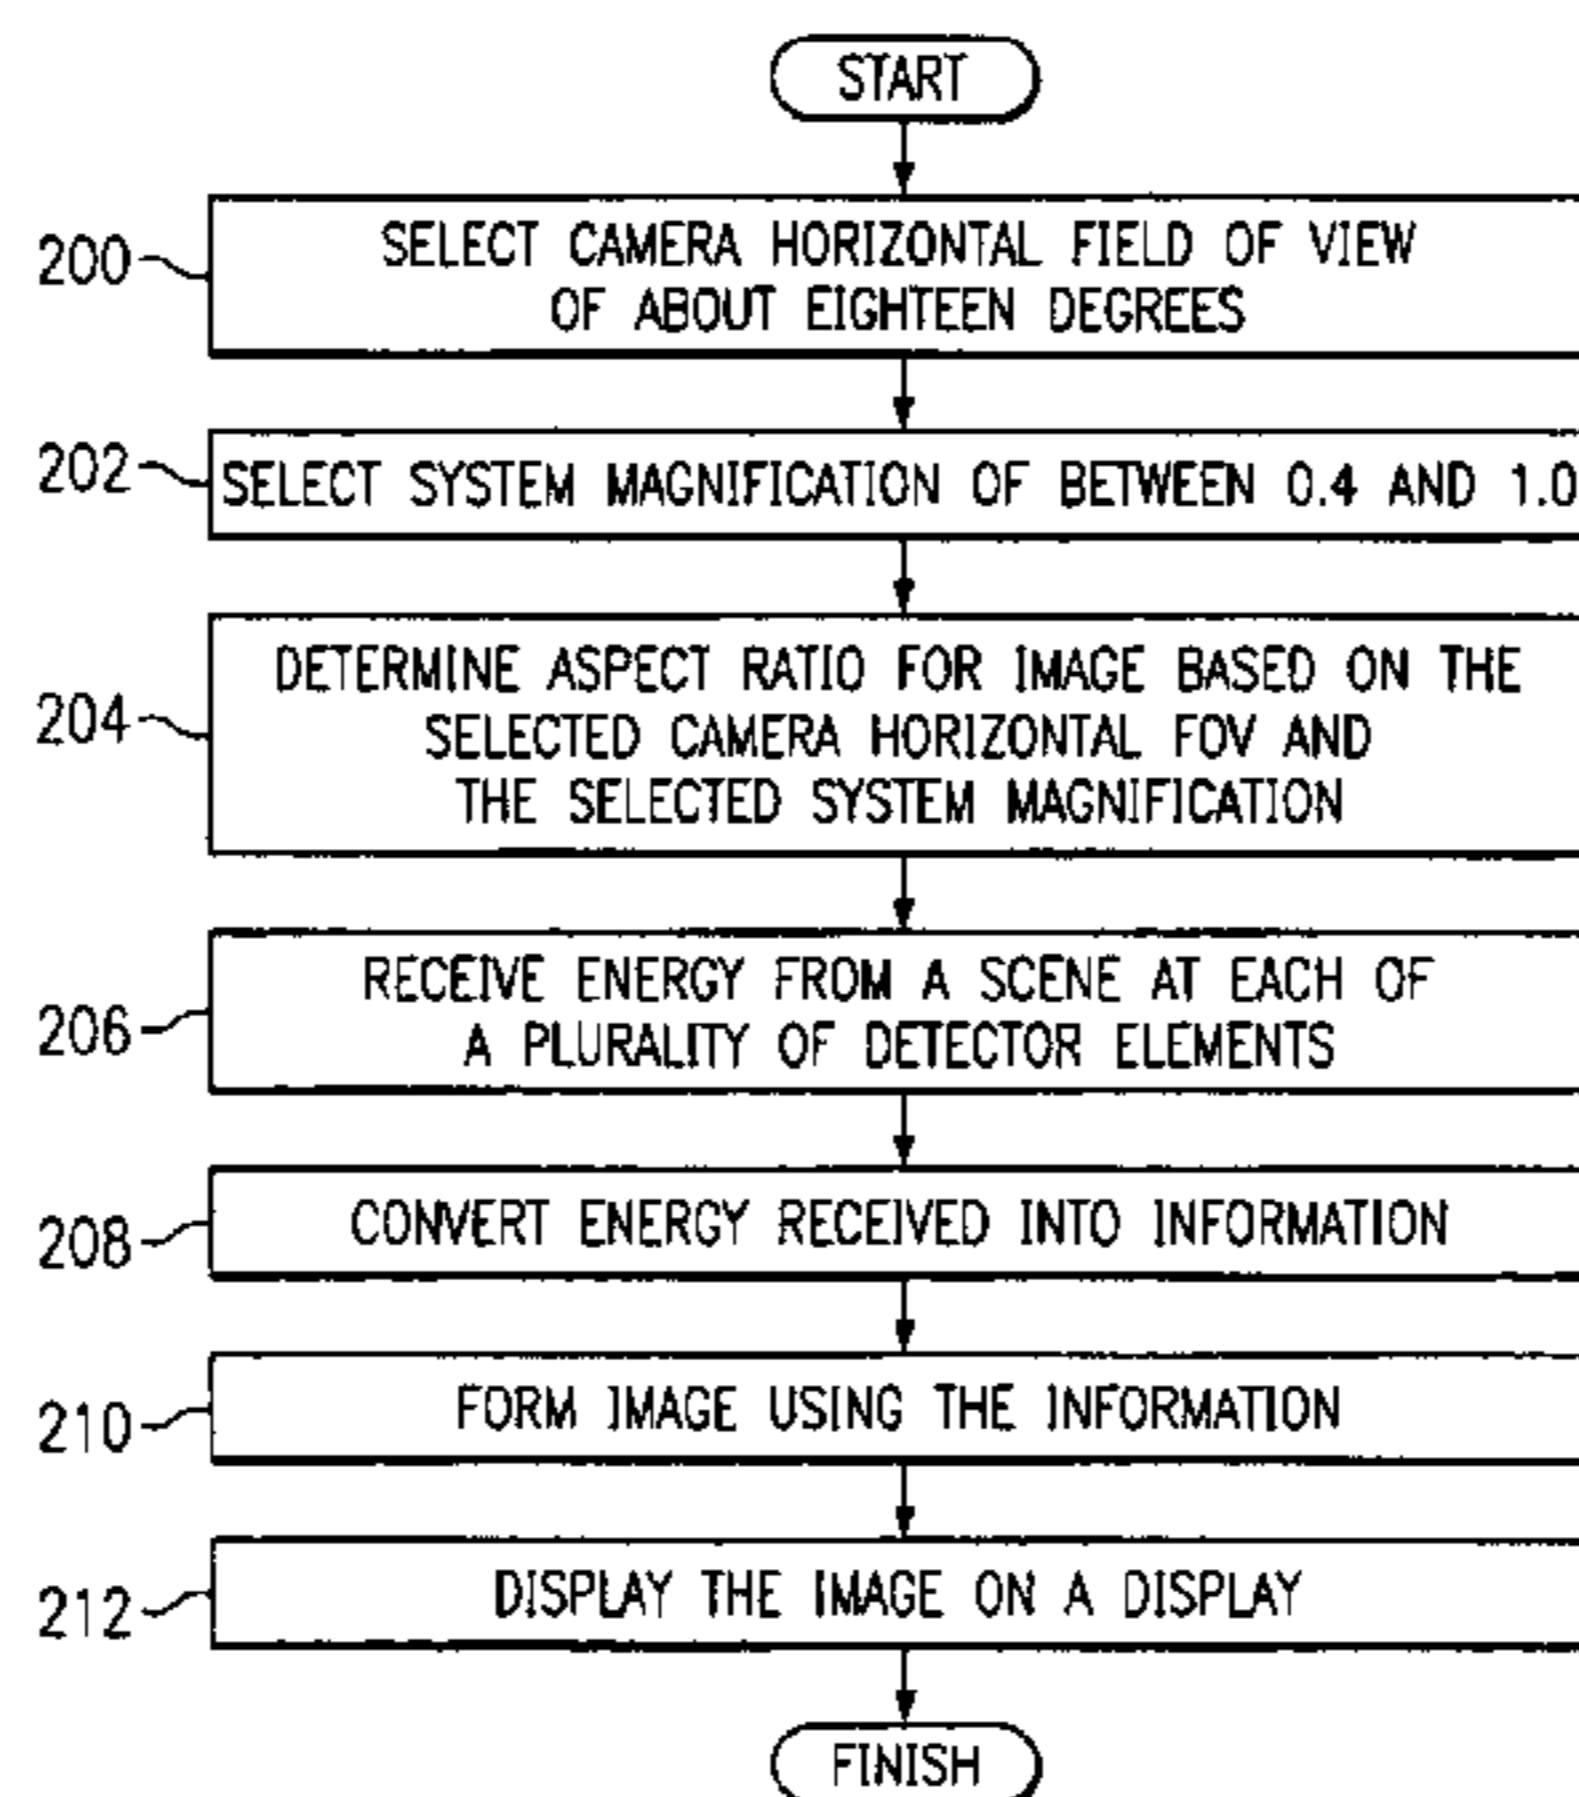 START
200
SELECT CAMERA HORIZONTAL FIELD OF VIEW
OF ABOUT EIGHTEEN DEGREES
202
SELECT SYSTEM MAGNIFICATION OF BETWEEN 0.4 AND 1.0
204
DETERMINE ASPECT RATIO FOR IMAGE BASED ON THE
SELECTED CAMERA HORIZONTAL FOV AND
THE SELECTED SYSTEM MAGNIFICATION
206
RECEIVE ENERGY FROM A SCENE AT EACH OF
A PLURALITY OF DETECTOR ELEMENTS
208
CONVERT ENERGY RECEIVED INTO INFORMATION
210
FORM IMAGE USING THE INFORMATION
212
DISPLAY THE IMAGE ON A DISPLAY
FINISH